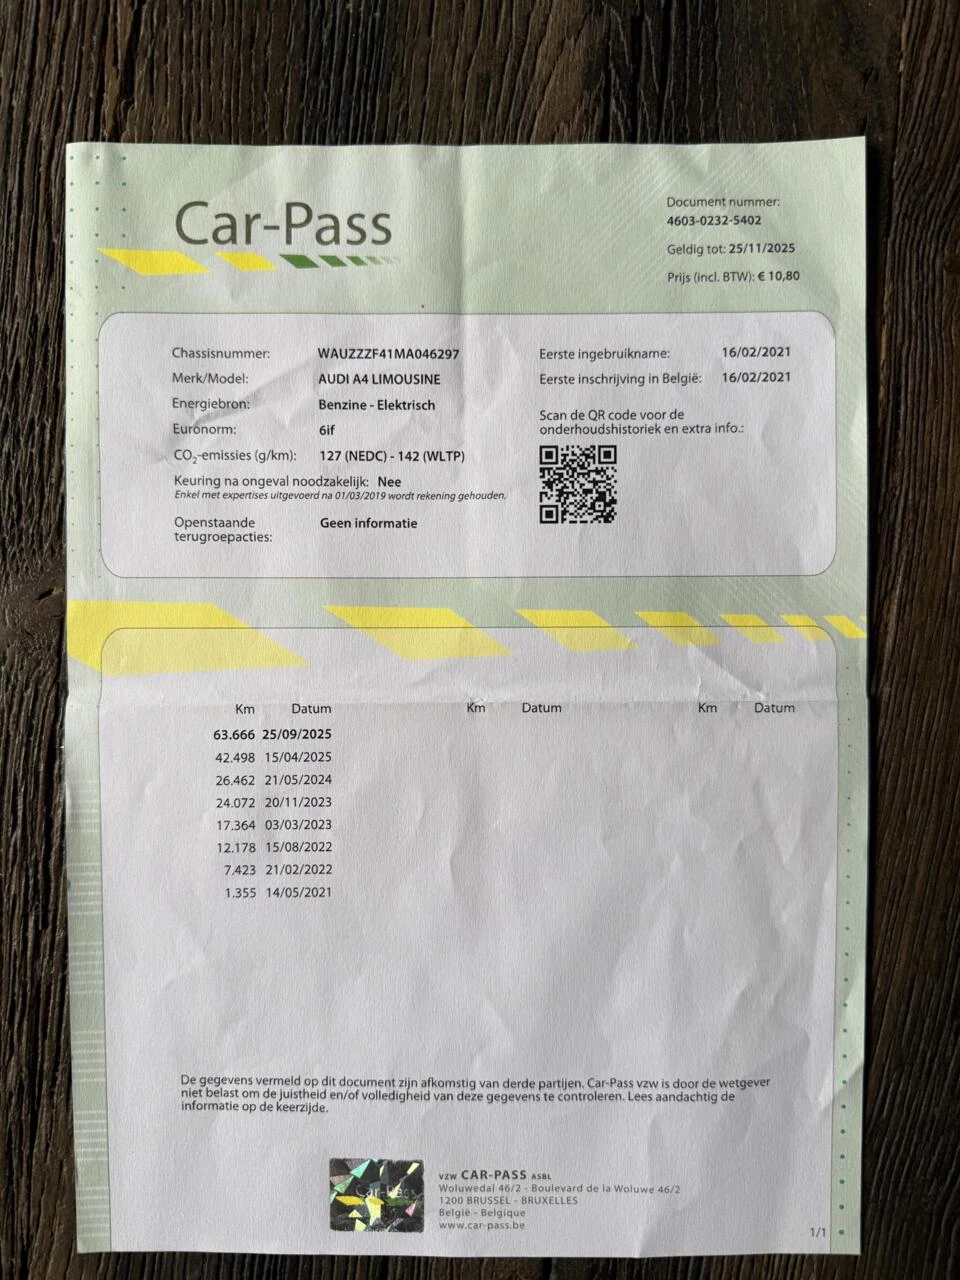 Car-Pass
Document nummer:
4603-0232-5402
Geldig tot: 25/11/2025
Prijs (incl. BTW): € 10,80
Chassisnummer: WAUZZZF41MA046297
Merk/Model: AUDI A4 LIMOUSINE
Energiebron: Benzine - Elektrisch
Euronorm: 6if
CO₂-emissies (g/km): 127 (NEDC) - 142 (WLTP)
Keuring na ongeval noodzakelijk: Nee
Enkel met expertises uitgevoerd na 01/03/2019 wordt rekening gehouden.
Openstaande Geen informatie
terugroepacties:
Eerste ingebruikname: 16/02/2021
Eerste inschrijving in België: 16/02/2021
Scan de QR code voor de
onderhoudshistoriek en extra info.:
Km Datum Km Datum Km Datum
63.666 25/09/2025
42.498 15/04/2025
26.462 21/05/2024
24.072 20/11/2023
17.364 03/03/2023
12.178 15/08/2022
7.423 21/02/2022
1.355 14/05/2021
De gegevens vermeld op dit document zijn afkomstig van derde partijen. Car-Pass vzw is door de wetgever
niet belast om de juistheid en/of volledigheid van deze gegevens te controleren. Lees aandachtig de
informatie op de keerzijde.
Car-Pass
VZW CAR-PASS ASBL
Woluwedal 46/2 - Boulevard de la Woluwe 46/2
1200 BRUSSEL - BRUXELLES
België - Belgique
www.car-pass.be
1/1